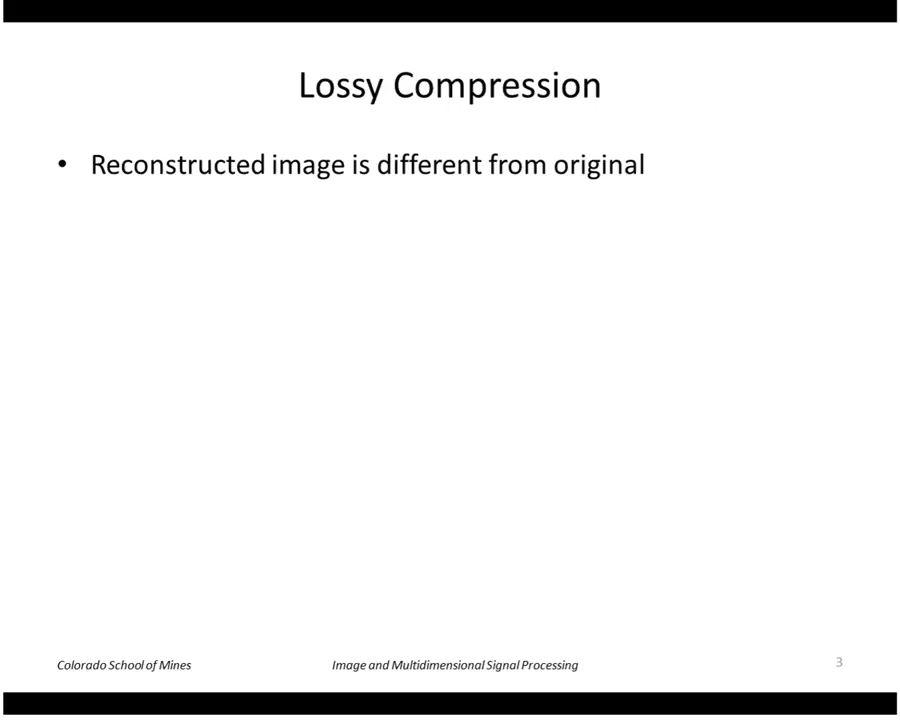 Lossy Compression
• Reconstructed image is different from original
Colorado School of Mines
Image and Multidimensional Signal Processing
3